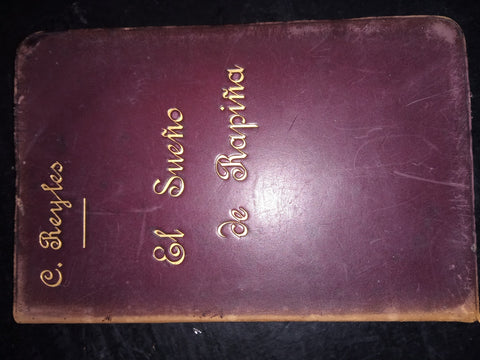 C. Reyles
El Sueño
de Rapiña